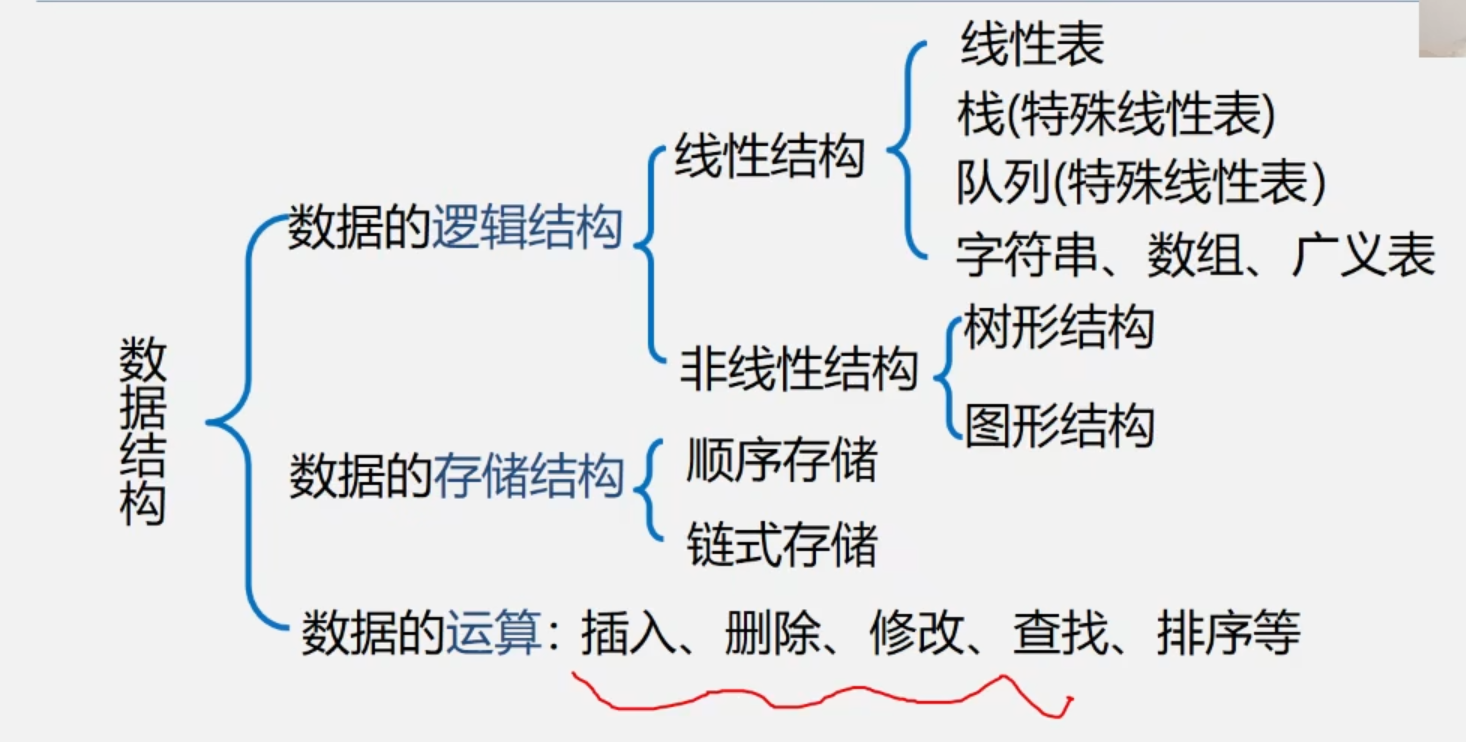 数据结构
数据的逻辑结构
线性结构
线性表
栈(特殊线性表)
队列(特殊线性表)
字符串、数组、广义表
非线性结构
树形结构
图形结构
数据的存储结构
顺序存储
链式存储
数据的运算：插入、删除、修改、查找、排序等